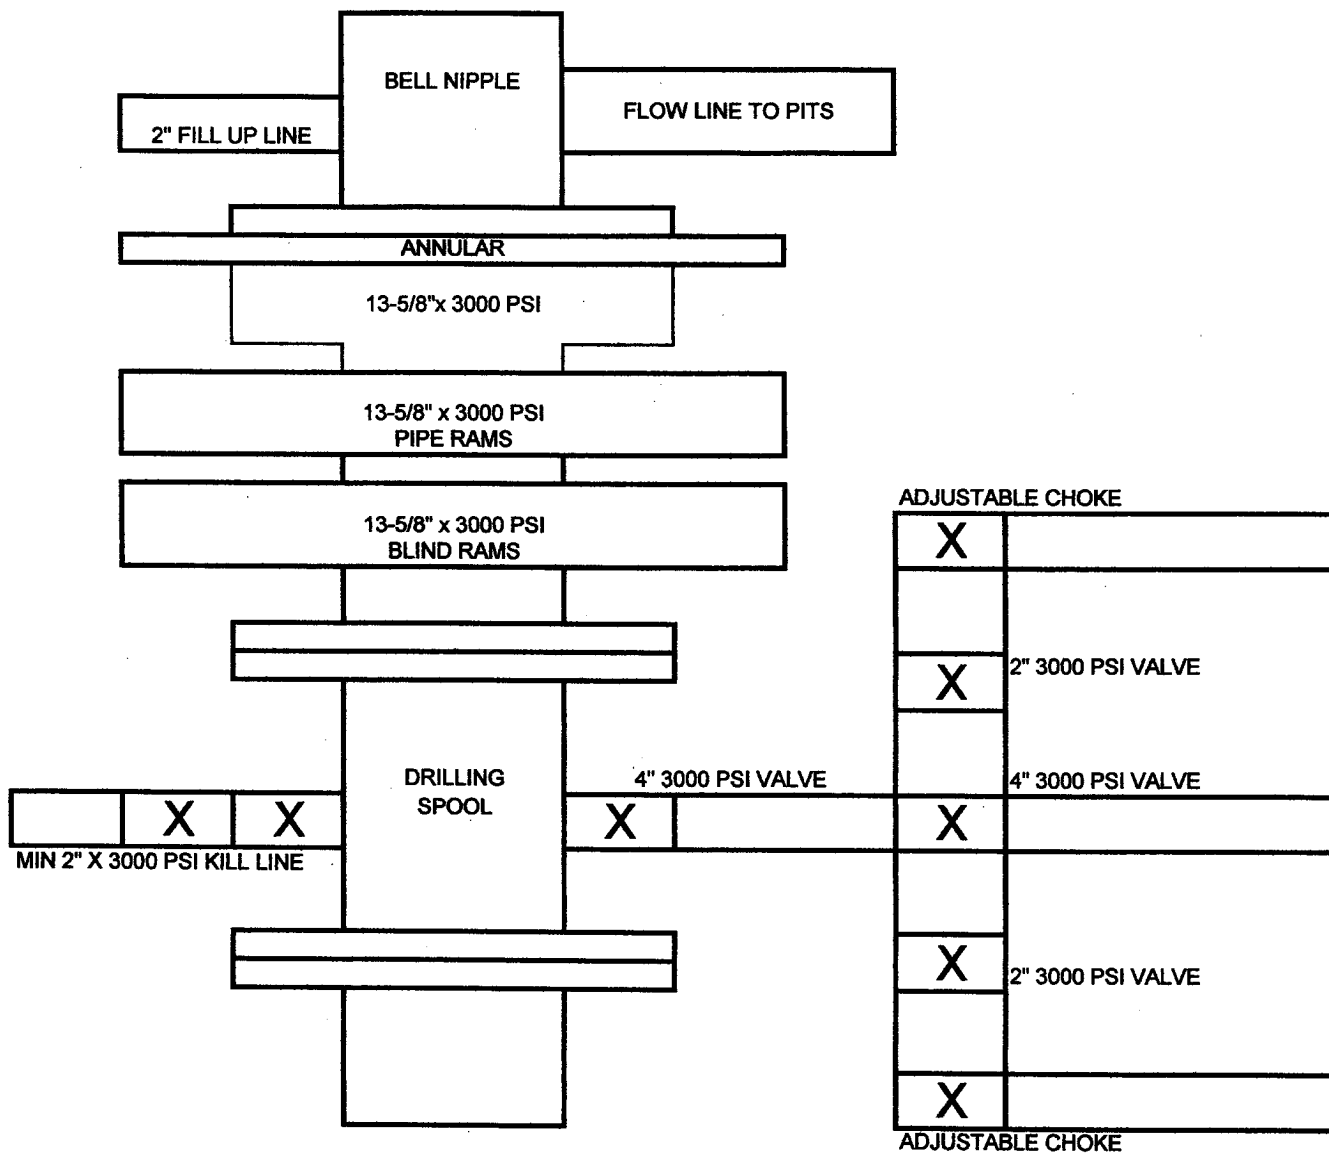 BELL NIPPLE
FLOW LINE TO PITS
2" FILL UP LINE
ANNULAR
13-5/8"x 3000 PSI
13-5/8" x 3000 PSI
PIPE RAMS
13-5/8" x 3000 PSI
BLIND RAMS
ADJUSTABLE CHOKE
X
2" 3000 PSI VALVE
X
DRILLING
SPOOL
4" 3000 PSI VALVE
4" 3000 PSI VALVE
X X
X
X
MIN 2" X 3000 PSI KILL LINE
X
2" 3000 PSI VALVE
X
ADJUSTABLE CHOKE